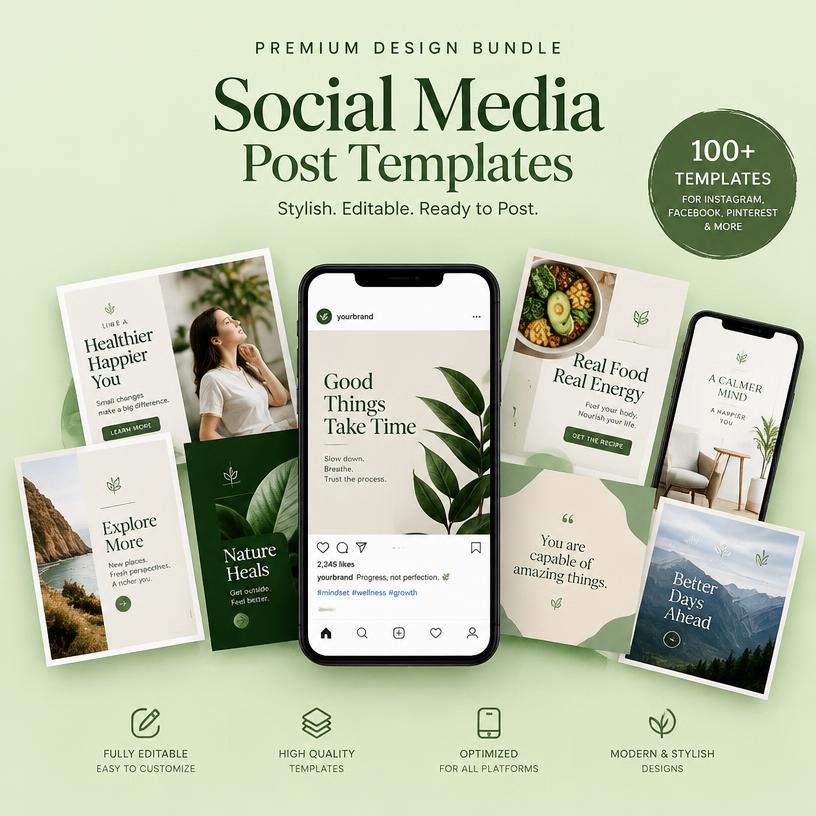 PREMIUM DESIGN BUNDLE
Social Media
Post Templates
Stylish. Editable. Ready to Post.
100+
TEMPLATES
FOR INSTAGRAM,
FACEBOOK, PINTEREST
& MORE
Healthier
Happier
You
Small changes
make a big difference.
LEARN MORE
yourbrand
Good
Things
Take Time
Slow down.
Breathe.
Trust the process.
2,345 likes
yourbrand Progress, not perfection.
#mindset #wellness #growth
Real Food
Real Energy
Fuel your body.
Nourish your life.
GET THE RECIPE
A CALMER
MIND
A HAPPIER
YOU
Explore
More
New places.
Fresh perspectives.
A richer you.
Nature
Heals
Get outside.
Feel better.
“
You are
capable of
amazing things.
Better
Days
Ahead
FULLY EDITABLE
EASY TO CUSTOMIZE
HIGH QUALITY
TEMPLATES
OPTIMIZED
FOR ALL PLATFORMS
MODERN & STYLISH
DESIGNS